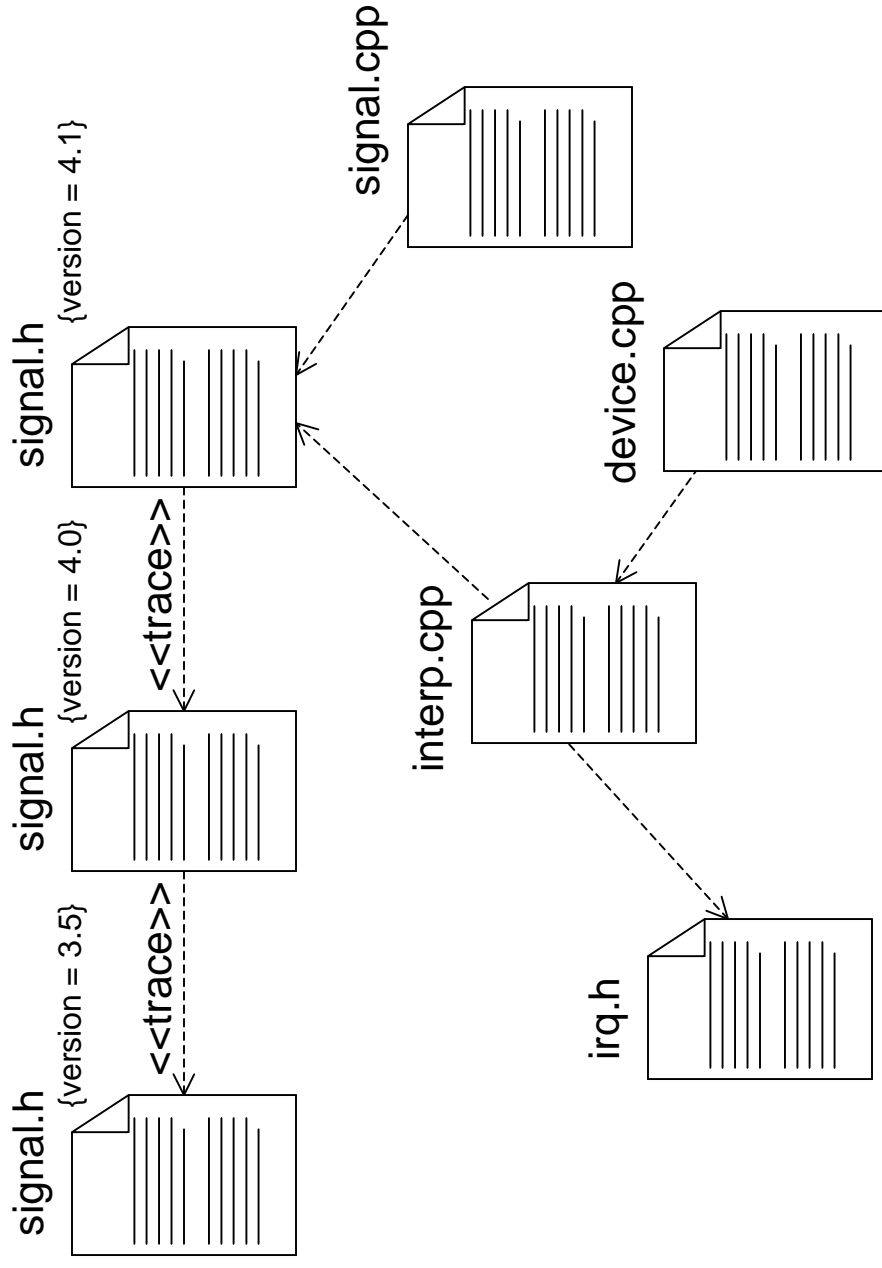 signal.h
{version = 3.5}
signal.h
{version = 4.0}
signal.h
{version = 4.1}
<<trace>>
<<trace>>
interp.cpp
signal.cpp
irq.h
device.cpp